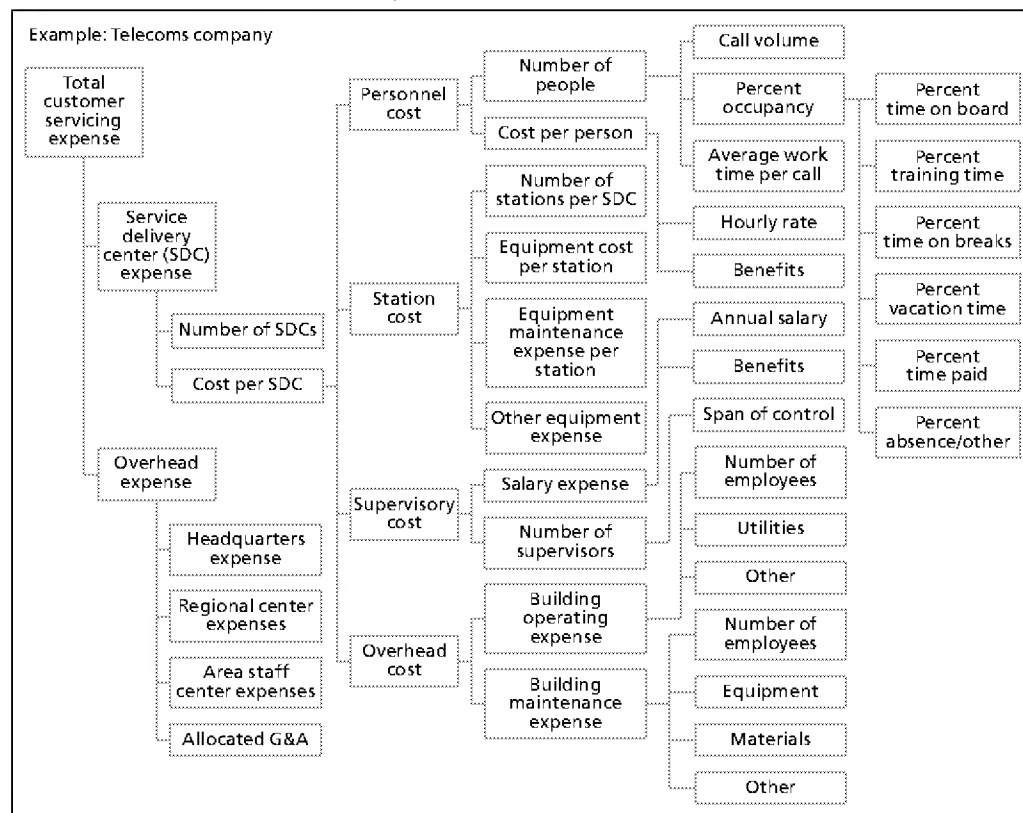 Example: Telecoms company
Total
customer
servicing
expense
Service
delivery
center (SDC)
expense
Number of SDCs
Cost per SDC
Overhead
expense
Headquarters
expense
Regional center
expenses
Area staff
center expenses
Allocated G&A
Personnel
cost
Station
cost
Supervisory
cost
Overhead
cost
Number of
people
Cost per person
Number of
stations per SDC
Equipment cost
per station
Equipment
maintenance
expense per
station
Other equipment
expense
Salary expense
Number of
supervisors
Building
operating
expense
Building
maintenance
expense
Call volume
Percent
occupancy
Average work
time per call
Hourly rate
Benefits
Annual salary
Benefits
Span of control
Number of
employees
Utilities
Other
Number of
employees
Equipment
Materials
Other
Percent
time on board
Percent
training time
Percent
time on breaks
Percent
vacation time
Percent
time paid
Percent
absence/other